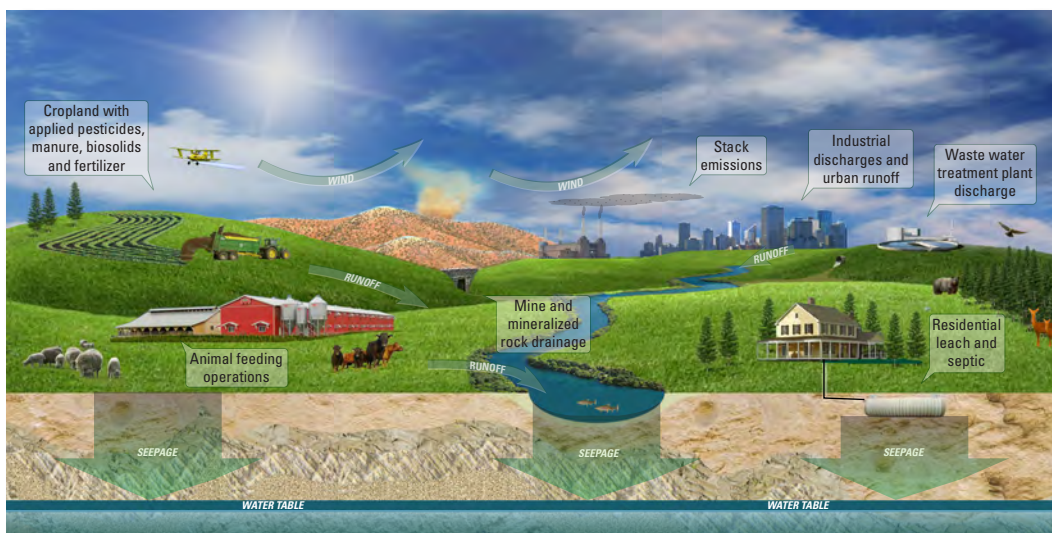 Cropland with
applied pesticides,
manure, biosolids
and fertilizer
WIND
WIND
Stack
emissions
Industrial
discharges and
urban runoff
Waste water
treatment plant
discharge
RUNOFF
RUNOFF
Mine and
mineralized
rock drainage
Animal feeding
operations
RUNOFF
Residential
leach and
septic
SEEPAGE
SEEPAGE
SEEPAGE
WATER TABLE
WATER TABLE